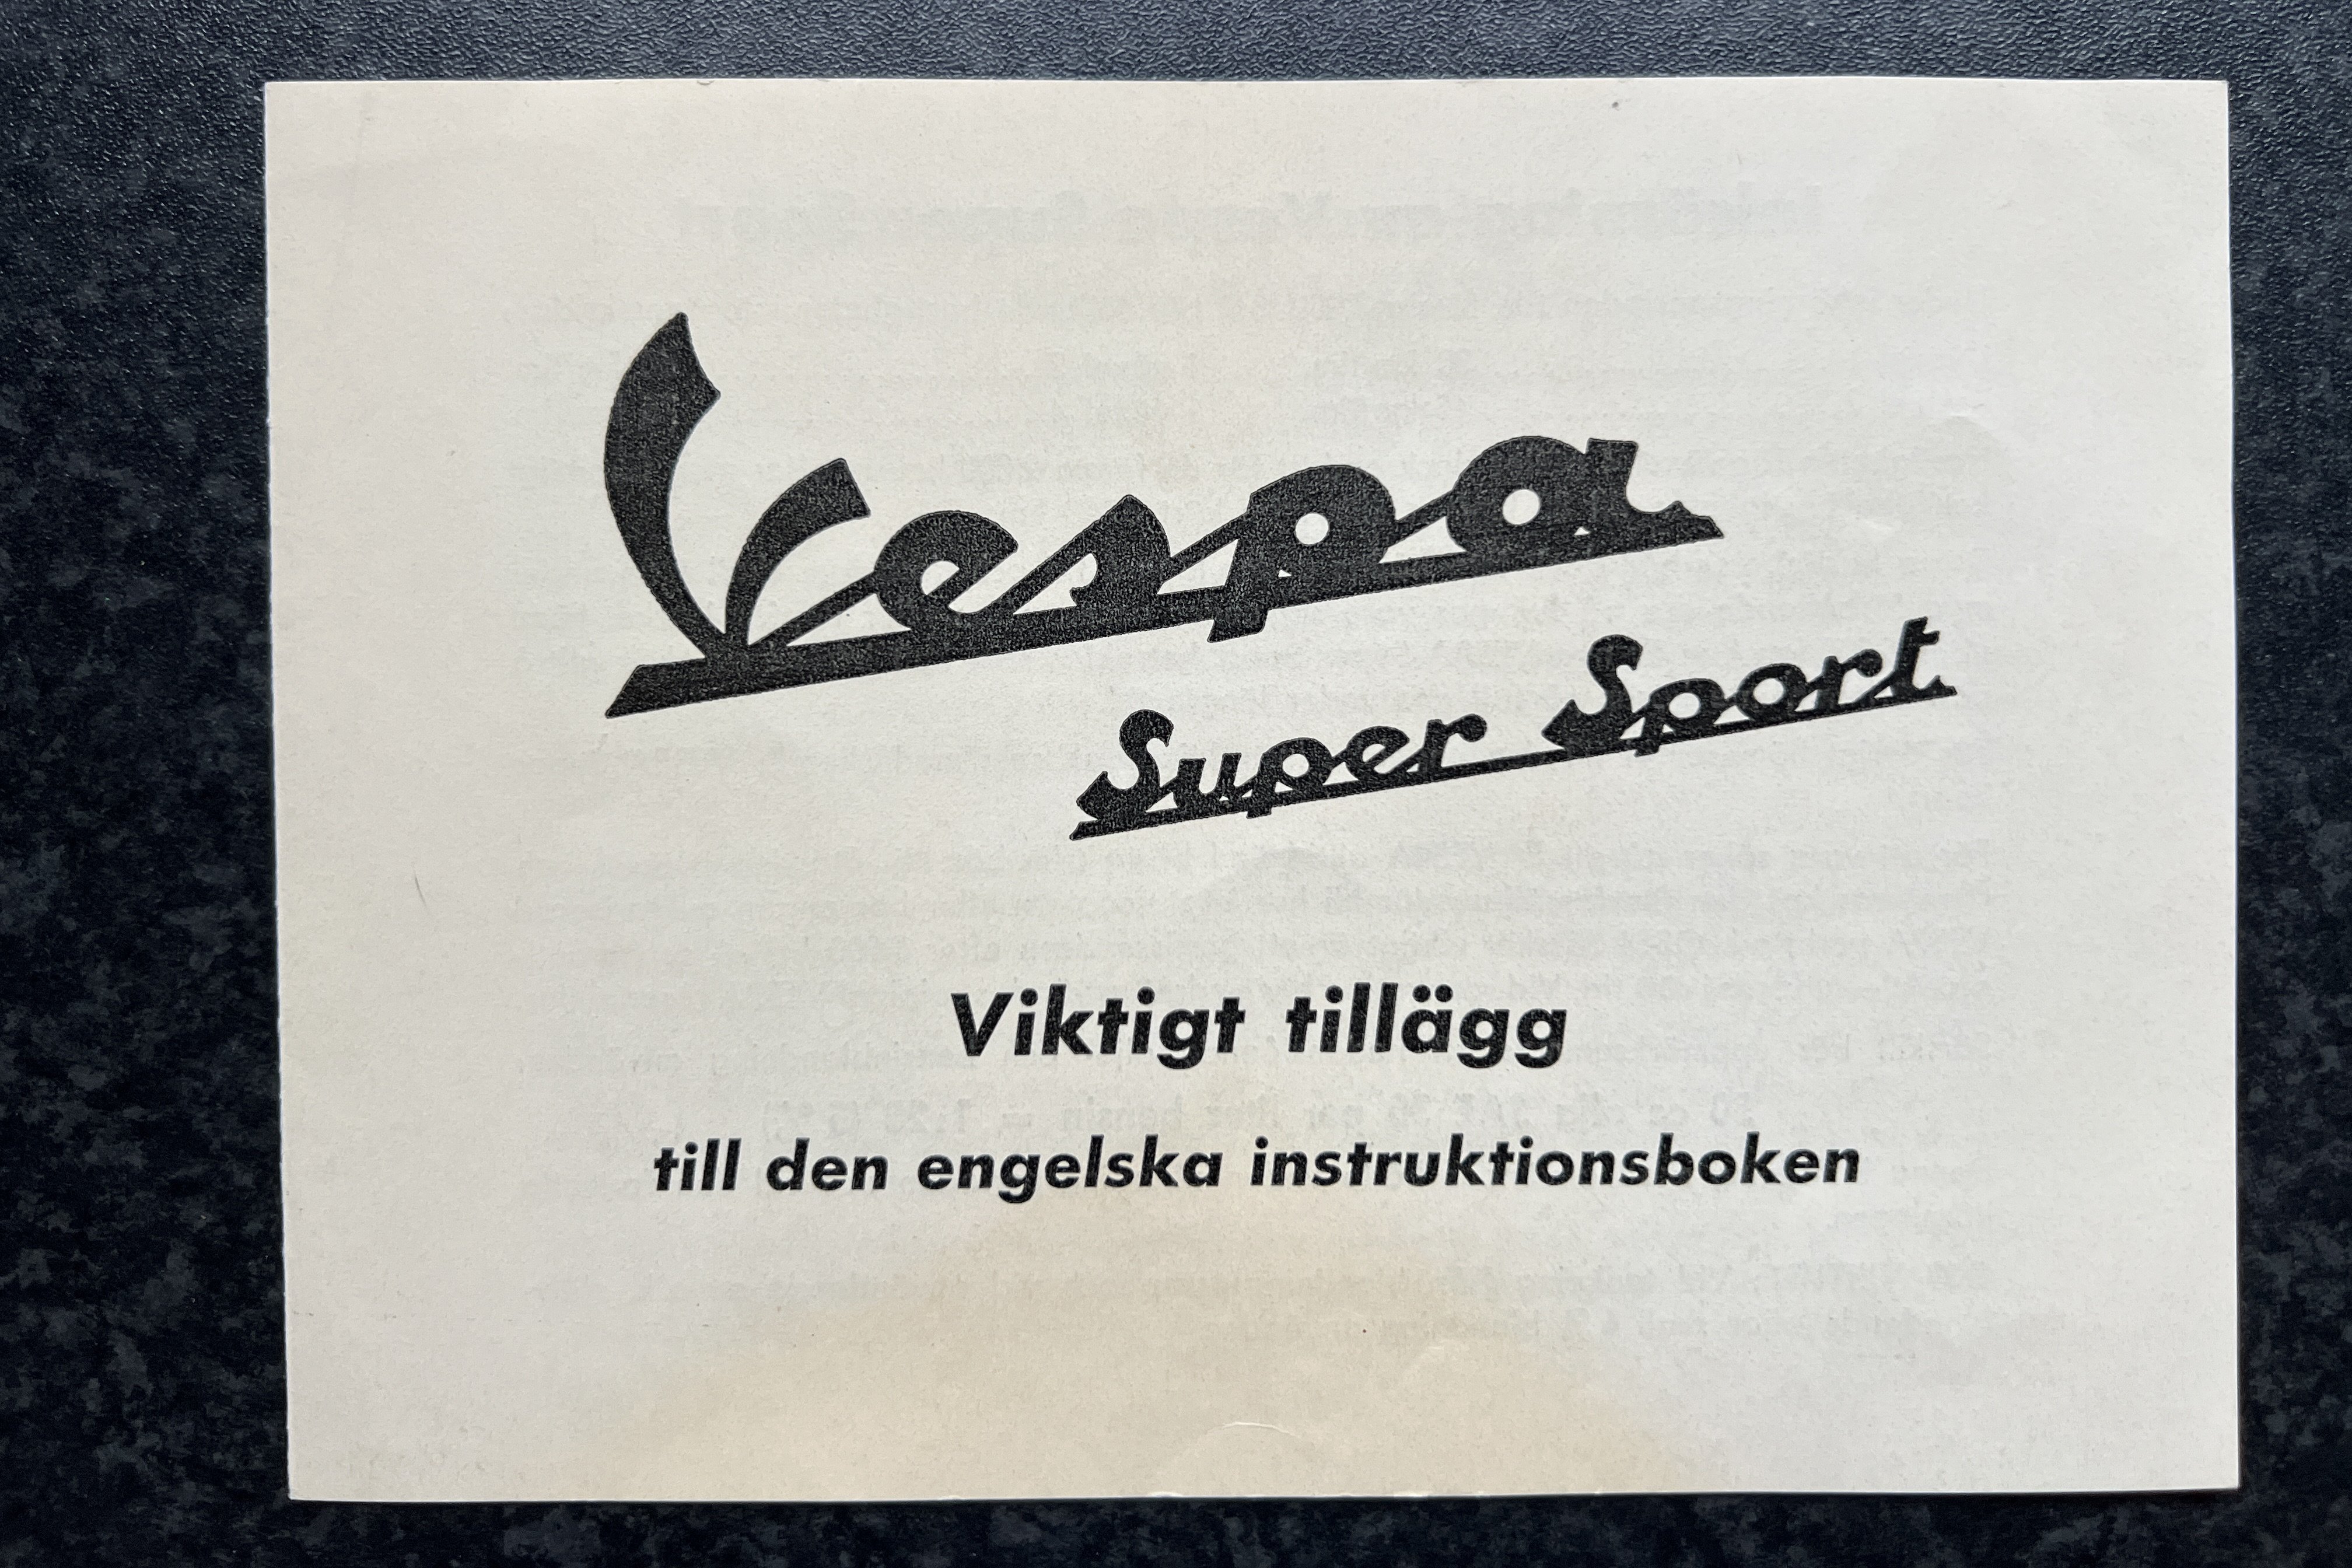 Vespa
Super Sport
Viktigt tillägg
till den engelska instruktionsboken